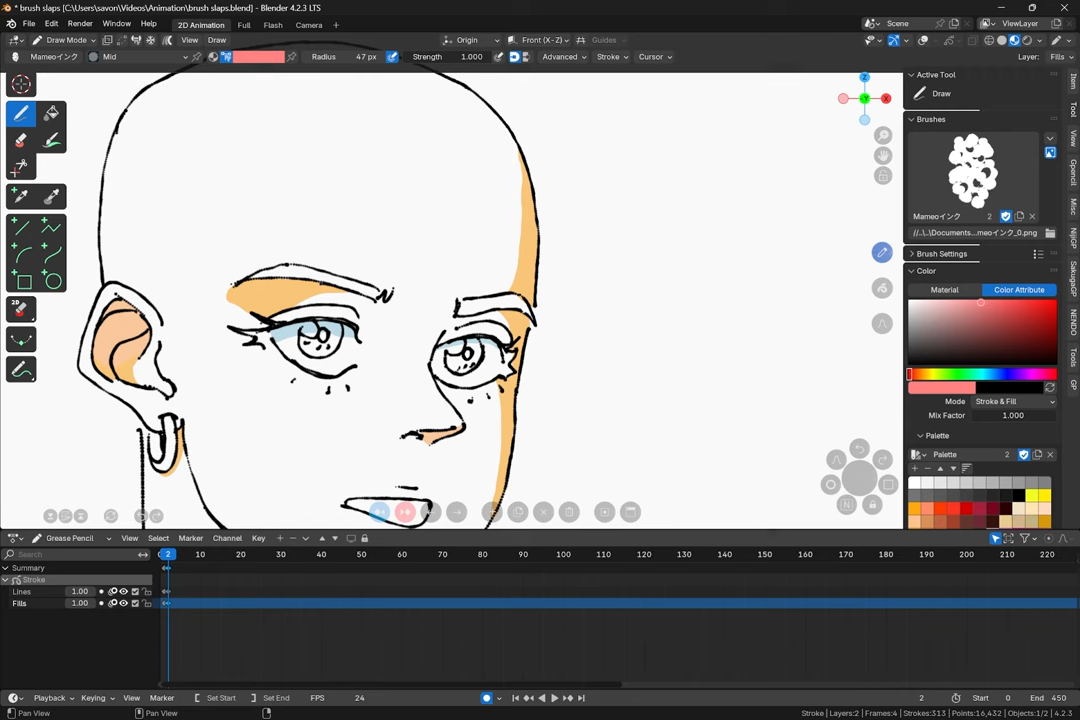 * brush slaps [C:\Users\savon\Videos\Animation\brush slaps.blend] - Blender 4.2.3 LTS
File Edit Render Window Help 2D Animation Full Flash Camera + Scene ViewLayer
Draw Mode View Draw Origin Front (X-Z) Guides
Mameoインク Mid Radius 47 px Strength 1.000 Advanced Stroke Cursor Layer: Fills
Z
X
Y
N
Active Tool
Draw
Brushes
Mameoインク 2
//..\..\Documents...meoインク_0.png
Brush Settings
Color
Material Color Attribute
Mode Stroke & Fill
Mix Factor 1.000
Palette
Palette 2
Item
Tool
View
Gpencil
Misc
NijiGP
SakugaGP
NENDO
Tools
GP
2D
Grease Pencil View Select Marker Channel Key
Search 2 10 20 30 40 50 60 70 80 90 100 110 120 130 140 150 160 170 180 190 200 210 220
Summary
Stroke
Lines 1.00
Fills 1.00
Playback Keying View Marker Set Start Set End FPS 24 2 Start 0 End 450
Pan View Pan View Stroke | Layers:2 | Frames:4 | Strokes:313 | Points:16,432 | Objects:1/2 | 4.2.3